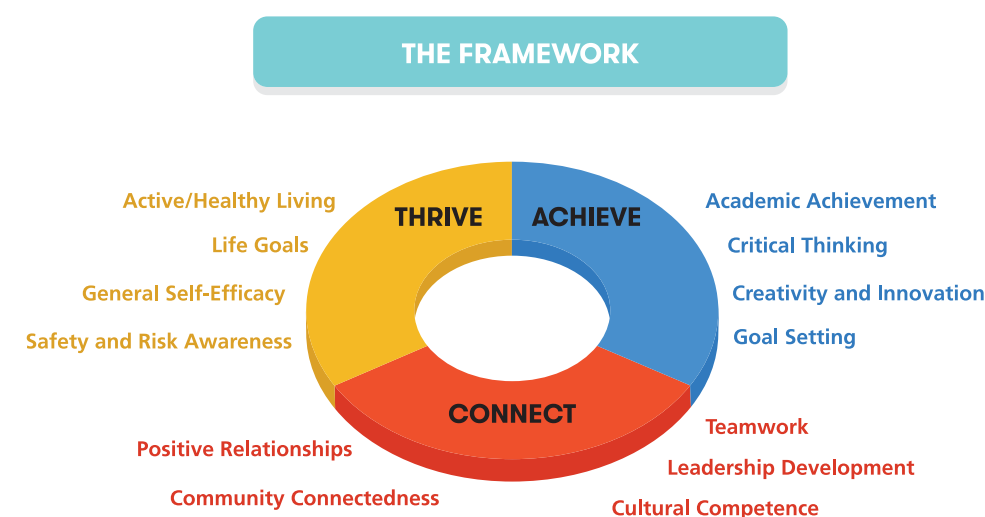 THE FRAMEWORK
THRIVE
Active/Healthy Living
Life Goals
General Self-Efficacy
Safety and Risk Awareness
ACHIEVE
Academic Achievement
Critical Thinking
Creativity and Innovation
Goal Setting
CONNECT
Positive Relationships
Community Connectedness
Teamwork
Leadership Development
Cultural Competence